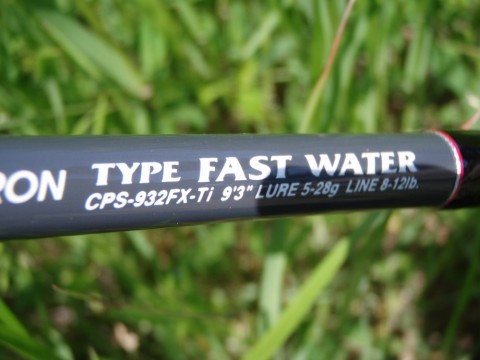 RON TYPE FAST WATER
CPS-932FX-Ti 9'3" LURE 5-28g LINE 8-12lb.